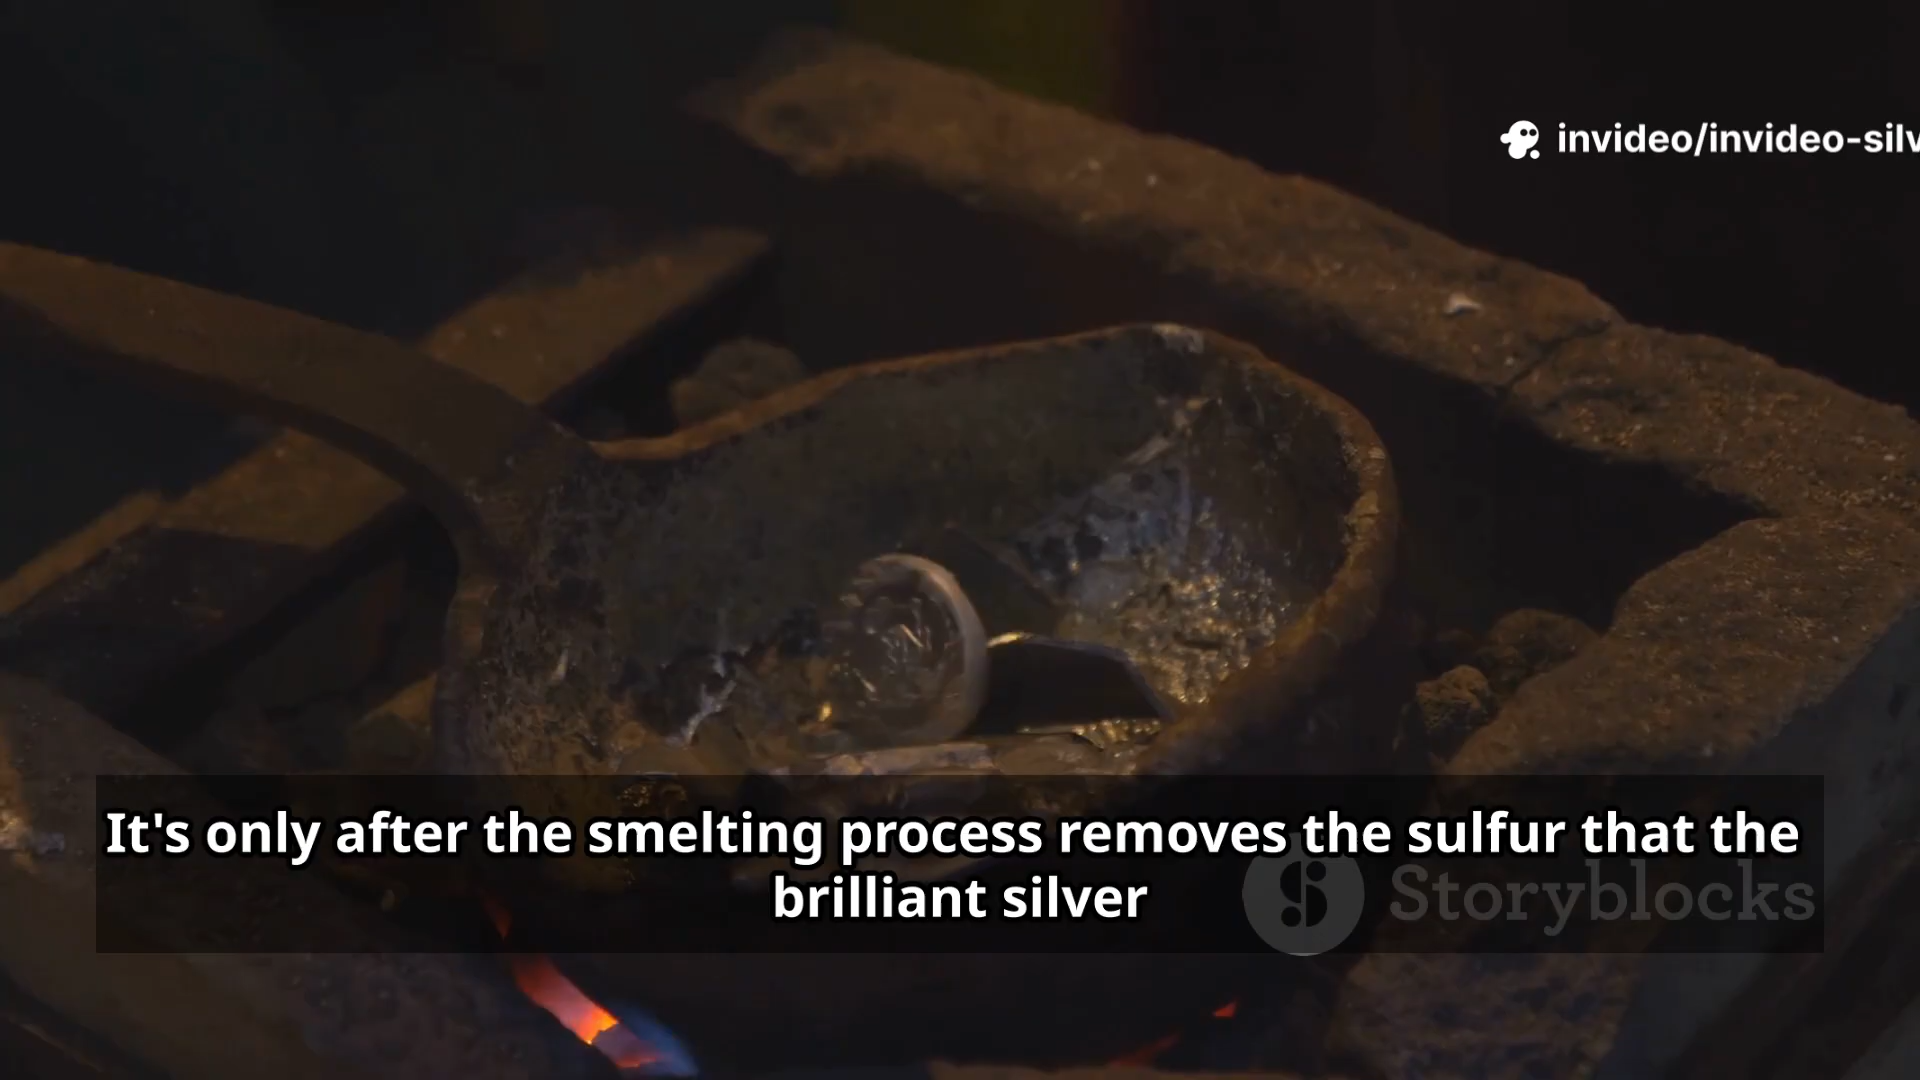 invideo/invideo-silv
It's only after the smelting process removes the sulfur that the
brilliant silver
Storyblocks